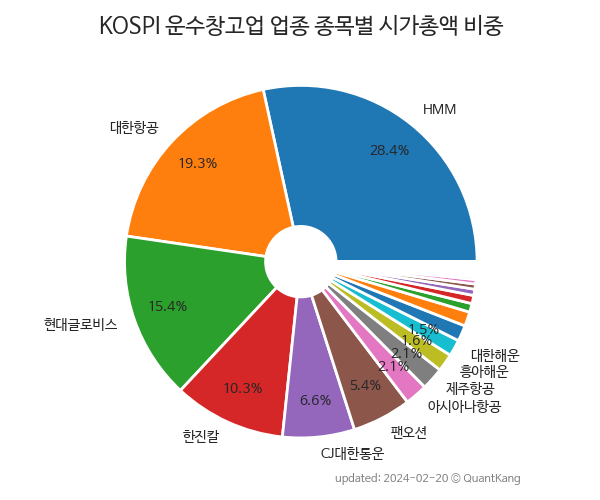 KOSPI 운수창고업 업종 종목별 시가총액 비중
HMM
28.4%
대한항공
19.3%
현대글로비스
15.4%
한진칼
10.3%
CJ대한통운
6.6%
팬오션
5.4%
아시아나항공
2.1%
제주항공
2.1%
흥아해운
1.6%
대한해운
1.5%
updated: 2024-02-20 © QuantKang